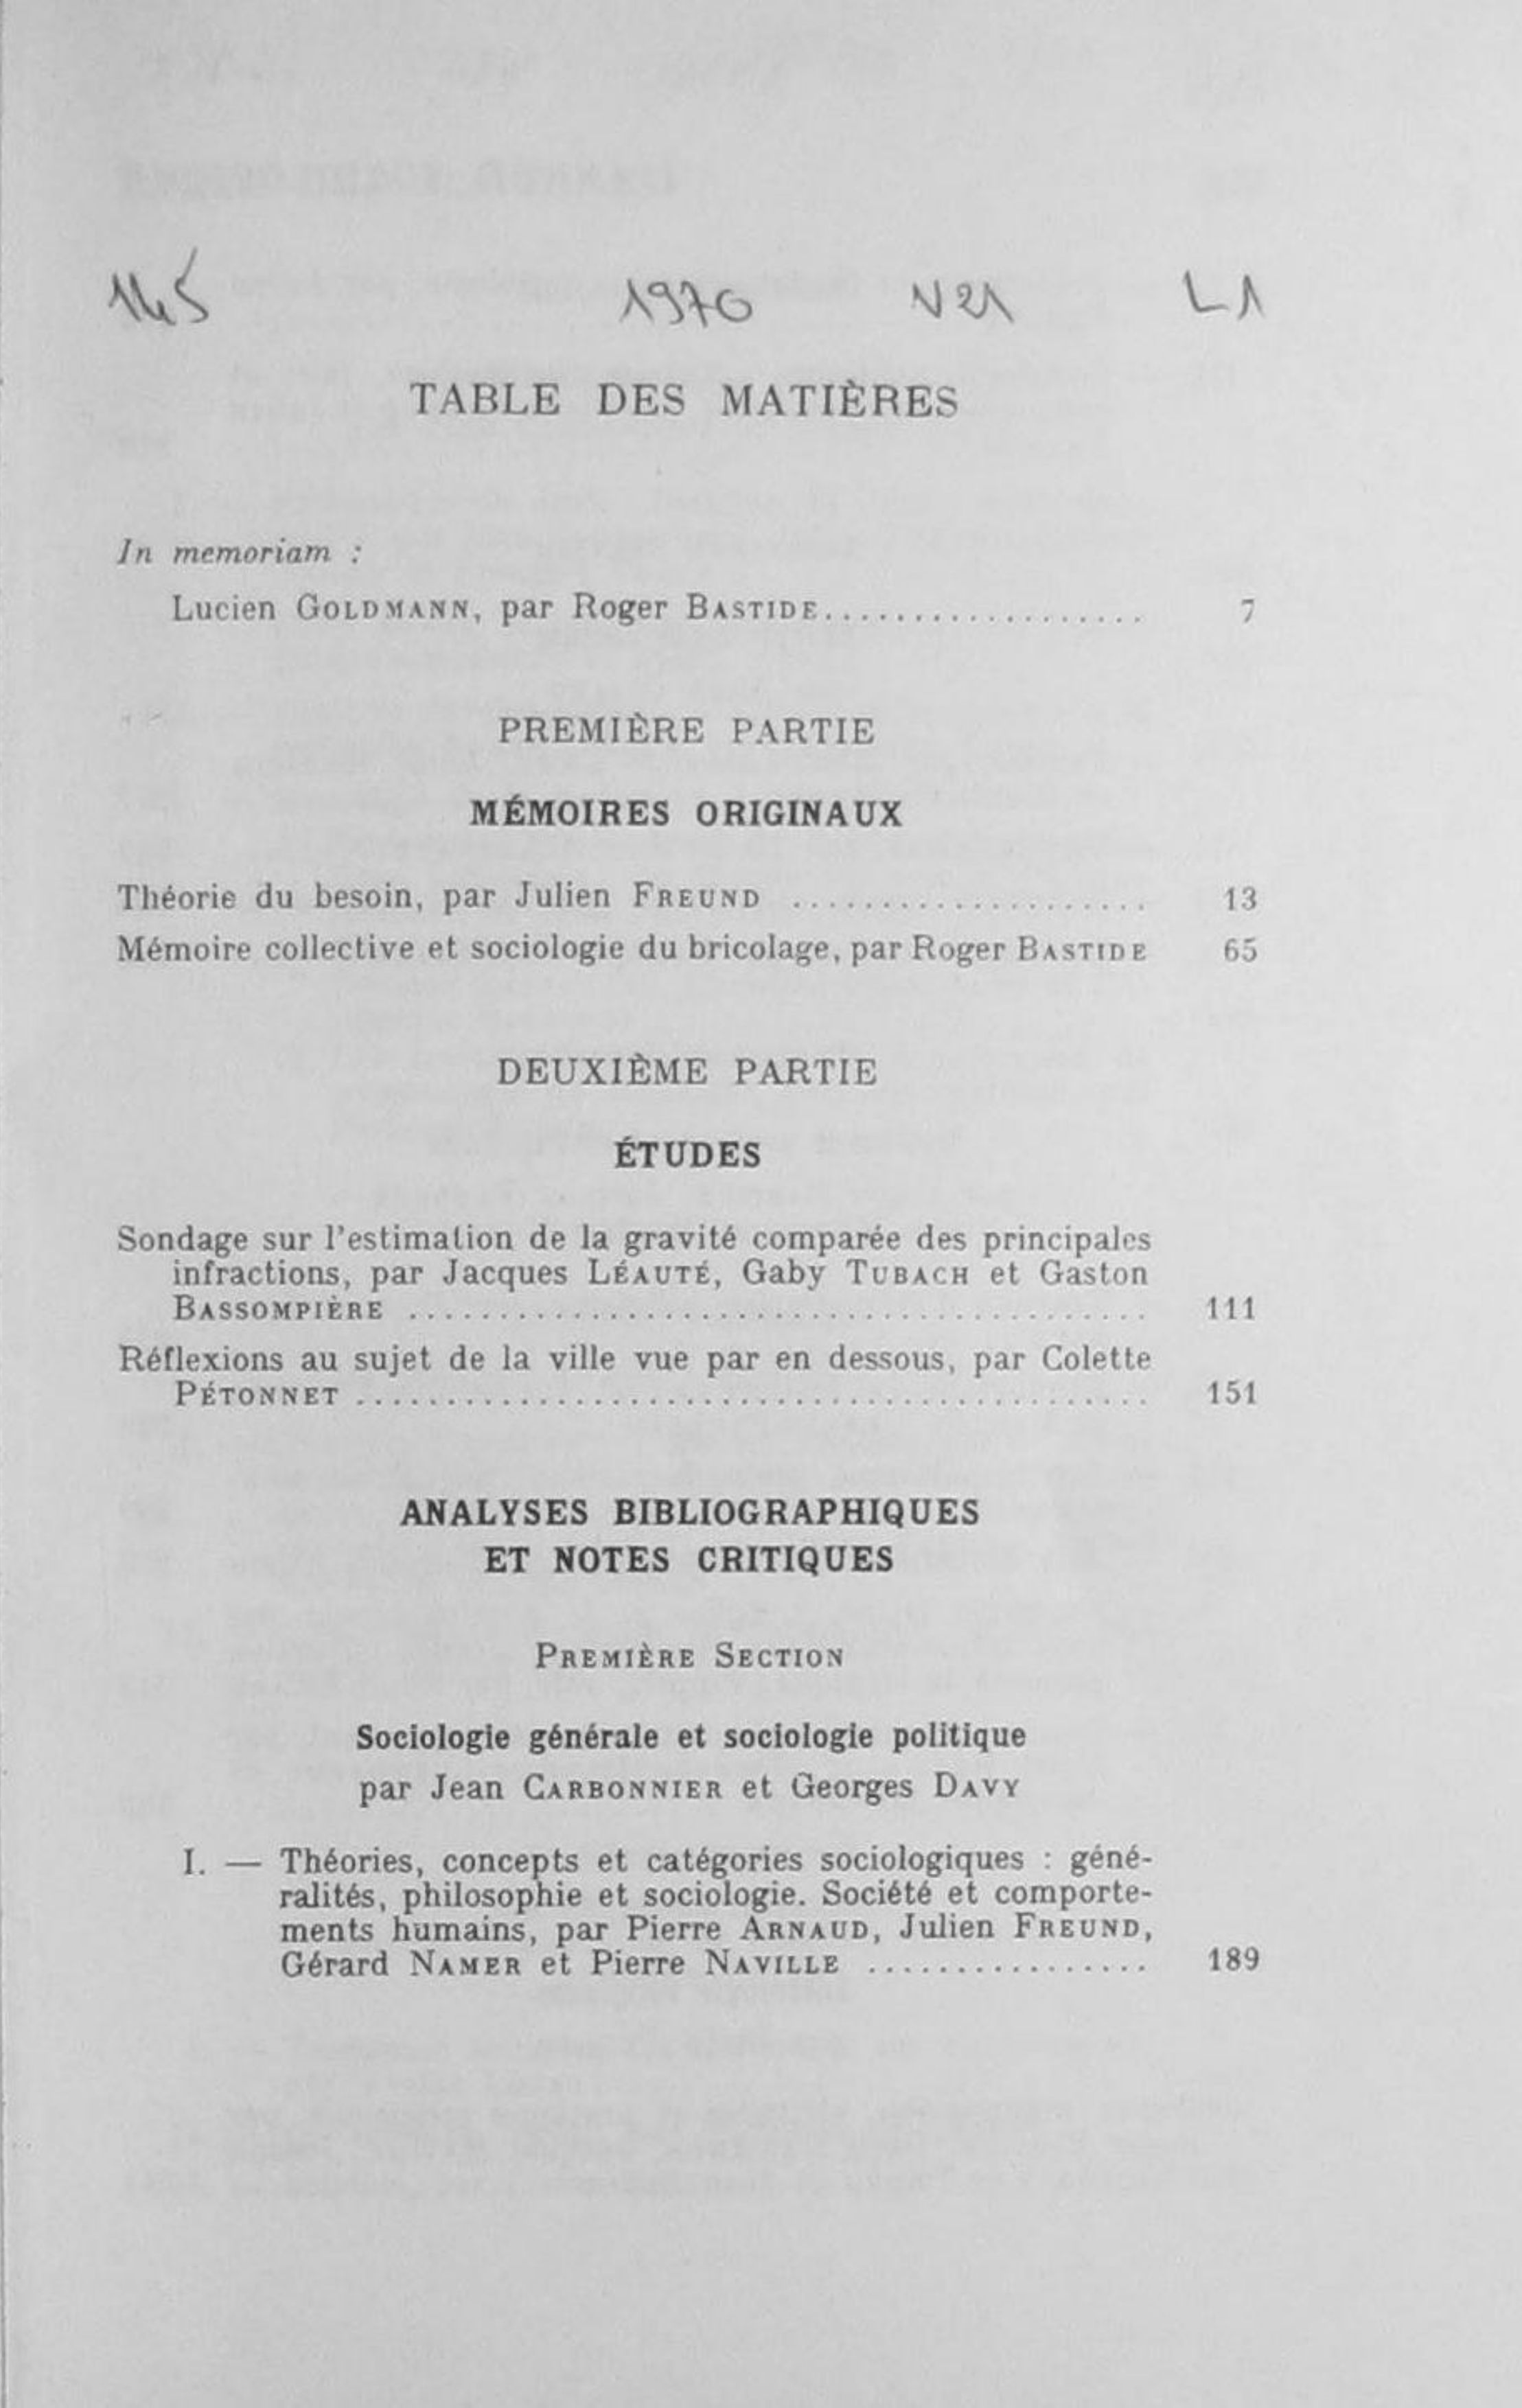 145 1970 V21 L1
TABLE DES MATIÈRES
In memoriam :
Lucien GOLDMANN, par Roger BASTIDE.................. 7
PREMIÈRE PARTIE
MÉMOIRES ORIGINAUX
Théorie du besoin, par Julien FREUND .................... 13
Mémoire collective et sociologie du bricolage, par Roger BASTIDE 65
DEUXIÈME PARTIE
ÉTUDES
Sondage sur l'estimation de la gravité comparée des principales
infractions, par Jacques LÉAUTÉ, Gaby TUBACH et Gaston
BASSOMPIÈRE ......................................... 111
Réflexions au sujet de la ville vue par en dessous, par Colette
PÉTONNET ............................................ 151
ANALYSES BIBLIOGRAPHIQUES
ET NOTES CRITIQUES
PREMIÈRE SECTION
Sociologie générale et sociologie politique
par Jean CARBONNIER et Georges DAVY
I. — Théories, concepts et catégories sociologiques : géné-
ralités, philosophie et sociologie. Société et comporte-
ments humains, par Pierre ARNAUD, Julien FREUND,
Gérard NAMER et Pierre NAVILLE ................ 189